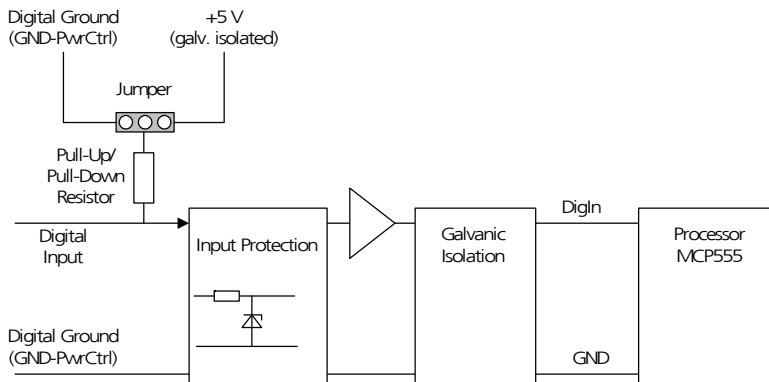 Digital Ground
(GND-PwrCtrl)
+5 V
(galv. isolated)
Jumper
Pull-Up/
Pull-Down
Resistor
Digital
Input
Input Protection
Galvanic
Isolation
DigIn
Processor
MCP555
Digital Ground
(GND-PwrCtrl)
GND